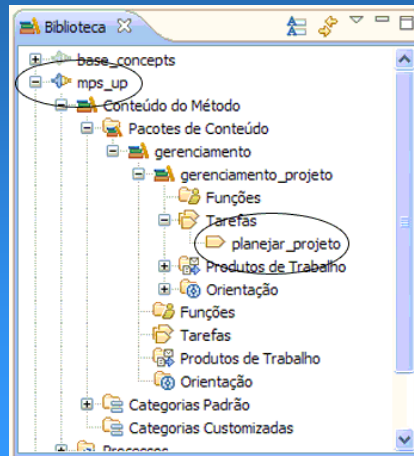 Biblioteca
base_concepts
mps_up
Conteúdo do Método
Pacotes de Conteúdo
gerenciamento
gerenciamento_projeto
Funções
Tarefas
planejar_projeto
Produtos de Trabalho
Orientação
Funções
Tarefas
Produtos de Trabalho
Orientação
Categorias Padrão
Categorias Customizadas
Processos